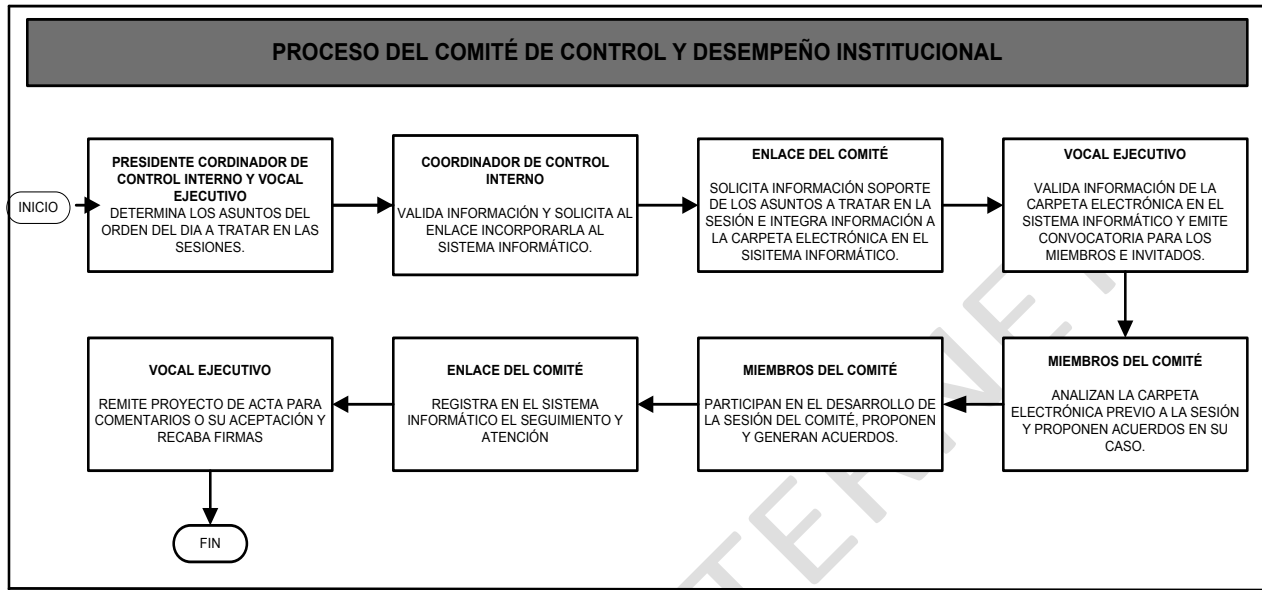 PROCESO DEL COMITÉ DE CONTROL Y DESEMPEÑO INSTITUCIONAL
INICIO
PRESIDENTE CORDINADOR DE
CONTROL INTERNO Y VOCAL
EJECUTIVO
DETERMINA LOS ASUNTOS DEL
ORDEN DEL DIA A TRATAR EN LAS
SESIONES.
COORDINADOR DE CONTROL
INTERNO
VALIDA INFORMACIÓN Y SOLICITA AL
ENLACE INCORPORARLA AL
SISTEMA INFORMÁTICO.
ENLACE DEL COMITÉ
SOLICITA INFORMACIÓN SOPORTE
DE LOS ASUNTOS A TRATAR EN LA
SESIÓN E INTEGRA INFORMACIÓN A
LA CARPETA ELECTRÓNICA EN EL
SISITEMA INFORMÁTICO.
VOCAL EJECUTIVO
VALIDA INFORMACIÓN DE LA
CARPETA ELECTRÓNICA EN EL
SISTEMA INFORMÁTICO Y EMITE
CONVOCATORIA PARA LOS
MIEMBROS E INVITADOS.
MIEMBROS DEL COMITÉ
ANALIZAN LA CARPETA
ELECTRÓNICA PREVIO A LA SESIÓN
Y PROPONEN ACUERDOS EN SU
CASO.
MIEMBROS DEL COMITÉ
PARTICIPAN EN EL DESARROLLO DE
LA SESIÓN DEL COMITÉ, PROPONEN
Y GENERAN ACUERDOS.
ENLACE DEL COMITÉ
REGISTRA EN EL SISTEMA
INFORMÁTICO EL SEGUIMIENTO Y
ATENCIÓN
VOCAL EJECUTIVO
REMITE PROYECTO DE ACTA PARA
COMENTARIOS O SU ACEPTACIÓN Y
RECABA FIRMAS
FIN